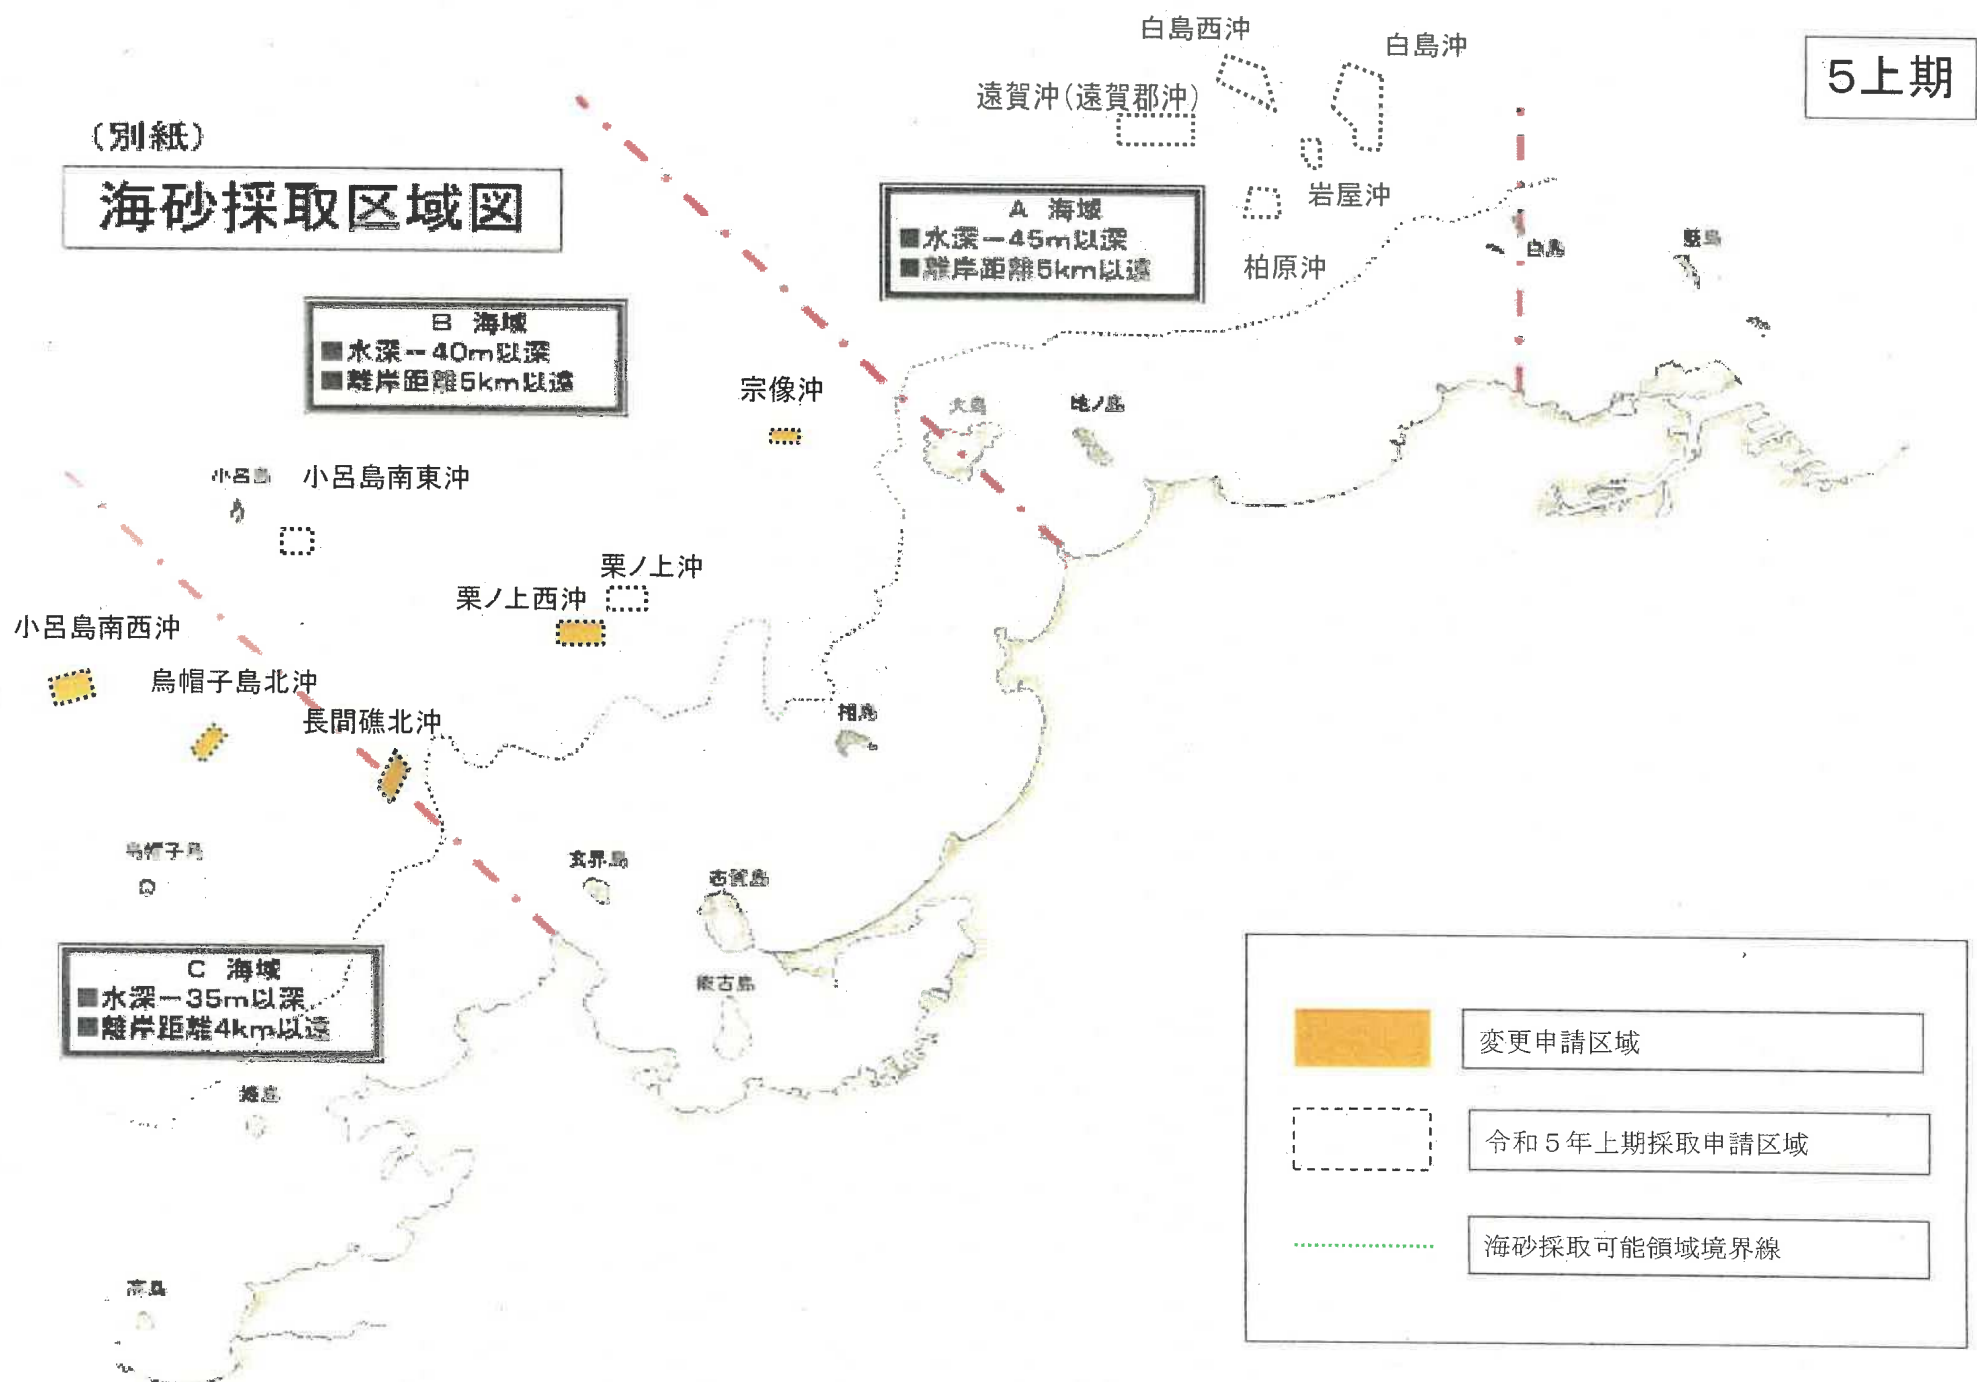 5上期
(別紙)
海砂採取区域図
白島西沖
白島沖
遠賀沖(遠賀郡沖)
岩屋沖
柏原沖
A 海域
■水深-45m以深
■離岸距離5km以遠
B 海域
■水深-40m以深
■離岸距離5km以遠
白島
藍島
宗像沖
大島
地ノ島
小呂島
小呂島南東沖
栗ノ上沖
栗ノ上西沖
小呂島南西沖
烏帽子島北沖
長間礁北沖
相島
烏帽子島
玄界島
志賀島
能古島
C 海域
■水深-35m以深
■離岸距離4km以遠
姫島
高島
変更申請区域
令和5年上期採取申請区域
海砂採取可能領域境界線